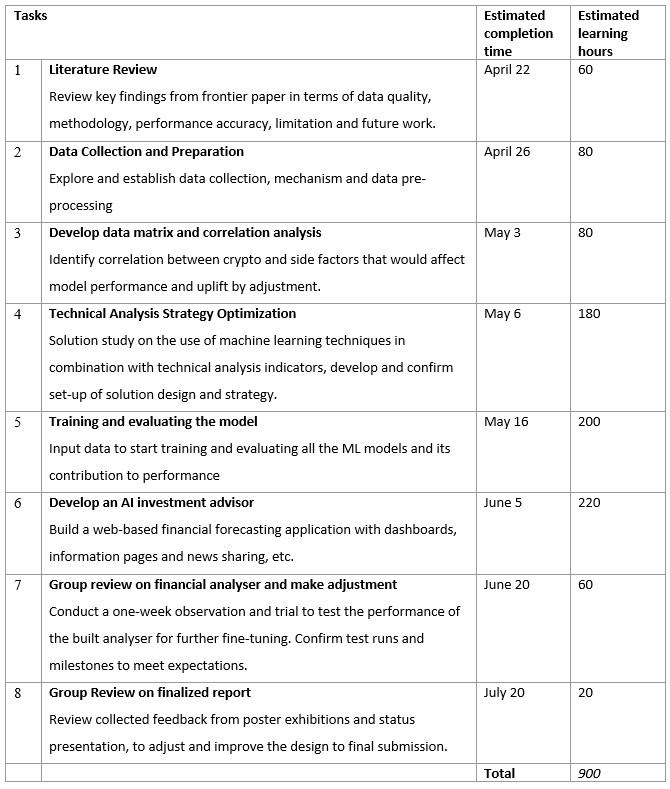 Tasks Estimated completion time Estimated learning hours
1 Literature Review April 22 60
Review key findings from frontier paper in terms of data quality,
methodology, performance accuracy, limitation and future work.
2 Data Collection and Preparation April 26 80
Explore and establish data collection, mechanism and data pre-
processing
3 Develop data matrix and correlation analysis May 3 80
Identify correlation between crypto and side factors that would affect
model performance and uplift by adjustment.
4 Technical Analysis Strategy Optimization May 6 180
Solution study on the use of machine learning techniques in
combination with technical analysis indicators, develop and confirm
set-up of solution design and strategy.
5 Training and evaluating the model May 16 200
Input data to start training and evaluating all the ML models and its
contribution to performance
6 Develop an AI investment advisor June 5 220
Build a web-based financial forecasting application with dashboards,
information pages and news sharing, etc.
7 Group review on financial analyser and make adjustment June 20 60
Conduct a one-week observation and trial to test the performance of
the built analyser for further fine-tuning. Confirm test runs and
milestones to meet expectations.
8 Group Review on finalized report July 20 20
Review collected feedback from poster exhibitions and status
presentation, to adjust and improve the design to final submission.
Total 900